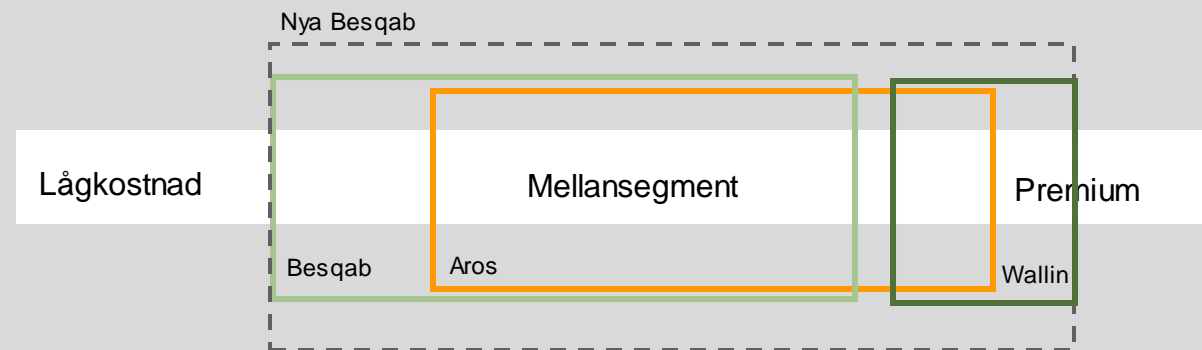 Nya Besqab
Lågkostnad
Mellansegment
Premium
Besqab
Aros
Wallin